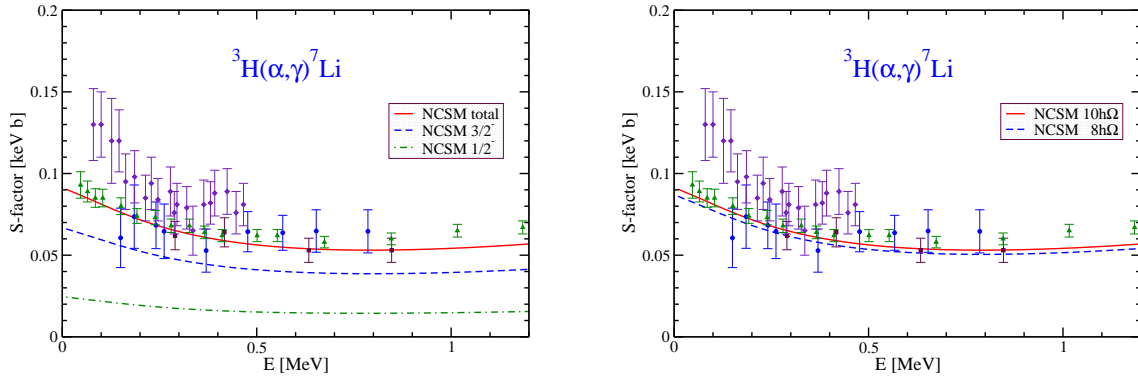 0.2
0.15
0.1
0.05
0
S-factor [keV b]
³H(α,γ)⁷Li
NCSM total
NCSM 3/2⁻
NCSM 1/2⁻
0 0.5 1
E [MeV]
0.2
0.15
0.1
0.05
0
S-factor [keV b]
³H(α,γ)⁷Li
NCSM 10hΩ
NCSM 8hΩ
0 0.5 1
E [MeV]